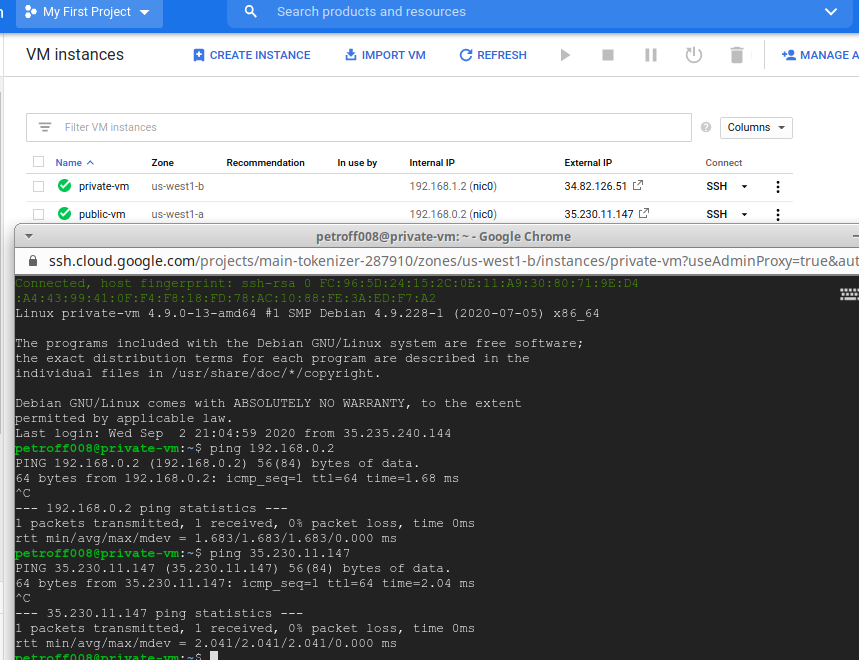 My First Project
Search products and resources
VM instances
CREATE INSTANCE
IMPORT VM
REFRESH
MANAGE A
Filter VM instances
Columns
Name Zone Recommendation In use by Internal IP External IP Connect
private-vm us-west1-b 192.168.1.2 (nic0) 34.82.126.51 SSH
public-vm us-west1-a 192.168.0.2 (nic0) 35.230.11.147 SSH
petroff008@private-vm: ~ - Google Chrome
ssh.cloud.google.com/projects/main-tokenizer-287910/zones/us-west1-b/instances/private-vm?useAdminProxy=true&aut
Connected, host fingerprint: ssh-rsa 0 FC:96:5D:24:15:2C:0E:11:A9:30:80:71:9E:D4
:A4:43:99:41:0F:F4:F8:18:FD:78:AC:10:88:FE:3A:ED:F7:A2
Linux private-vm 4.9.0-13-amd64 #1 SMP Debian 4.9.228-1 (2020-07-05) x86_64
The programs included with the Debian GNU/Linux system are free software;
the exact distribution terms for each program are described in the
individual files in /usr/share/doc/*/copyright.
Debian GNU/Linux comes with ABSOLUTELY NO WARRANTY, to the extent
permitted by applicable law.
Last login: Wed Sep  2 21:04:59 2020 from 35.235.240.144
petroff008@private-vm:~$ ping 192.168.0.2
PING 192.168.0.2 (192.168.0.2) 56(84) bytes of data.
64 bytes from 192.168.0.2: icmp_seq=1 ttl=64 time=1.68 ms
^C
--- 192.168.0.2 ping statistics ---
1 packets transmitted, 1 received, 0% packet loss, time 0ms
rtt min/avg/max/mdev = 1.683/1.683/1.683/0.000 ms
petroff008@private-vm:~$ ping 35.230.11.147
PING 35.230.11.147 (35.230.11.147) 56(84) bytes of data.
64 bytes from 35.230.11.147: icmp_seq=1 ttl=64 time=2.04 ms
^C
--- 35.230.11.147 ping statistics ---
1 packets transmitted, 1 received, 0% packet loss, time 0ms
rtt min/avg/max/mdev = 2.041/2.041/2.041/0.000 ms
petroff008@private-vm:~$